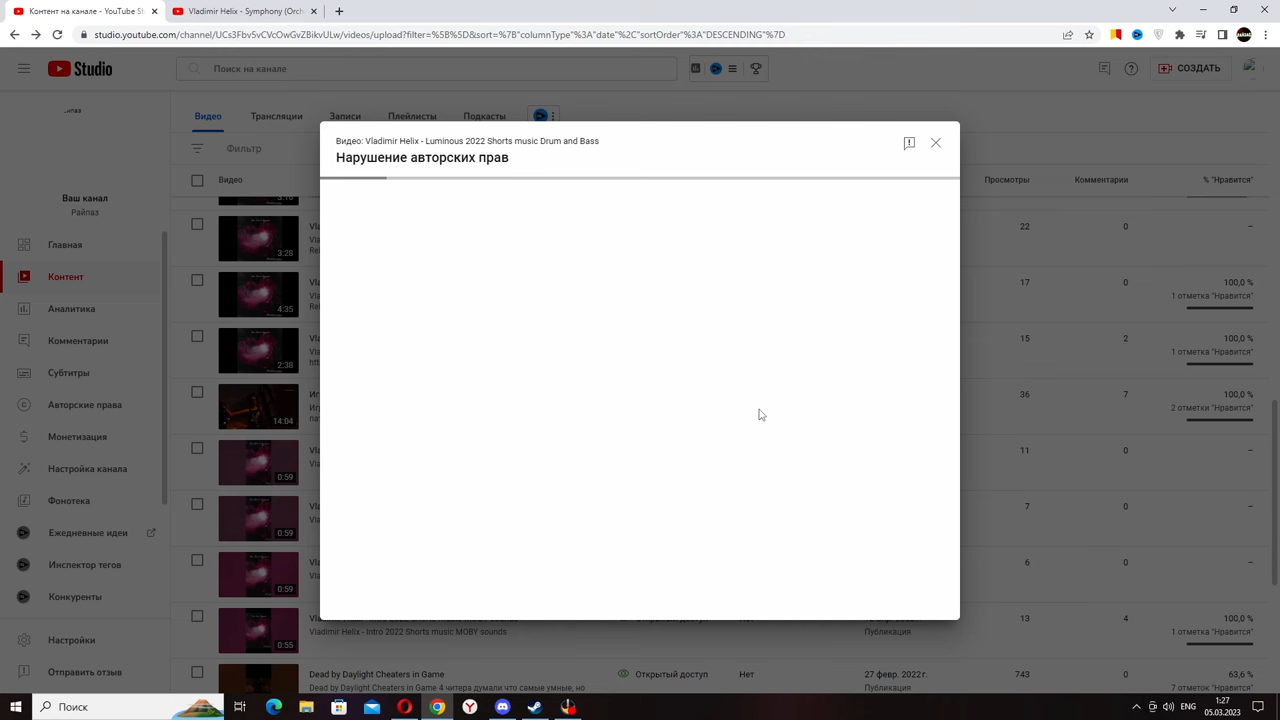 Контент на канале - YouTube St
Vladimir Helix - Symphony (Orch
studio.youtube.com/channel/UCs3Fbv5vCVcOwGvZBikvULw/videos/upload?filter=%5B%5D&sort=%7B"columnType"%3A"date"%2C"sortOrder"%3A"DESCENDING"%7D
Studio
Поиск на канале
СОЗДАТЬ
Видео
Трансляции
Записи
Плейлисты
Подкасты
Фильтр
Видео: Vladimir Helix - Luminous 2022 Shorts music Drum and Bass
Нарушение авторских прав
Видео
Просмотры
Комментарии
% "Нравится"
Ваш канал
Райпаз
Главная
Контент
Аналитика
Комментарии
Субтитры
Авторские права
Монетизация
Настройка канала
Фонотека
Ежедневные идеи
Инспектор тегов
Конкуренты
Настройки
Отправить отзыв
3:28
22
0
–
4:35
17
0
100,0 %
1 отметка "Нравится"
2:38
15
2
100,0 %
1 отметка "Нравится"
14:04
36
7
100,0 %
2 отметки "Нравится"
0:59
11
0
–
0:59
7
0
–
0:59
6
0
–
0:55
Vladimir Helix - Intro 2022 Shorts music MOBY sounds
Публикация
13
4
100,0 %
1 отметка "Нравится"
Dead by Daylight Cheaters in Game
Dead by Daylight Cheaters in Game 4 читера думали что самые умные, но
Открытый доступ
Нет
27 февр. 2022 г.
Публикация
743
0
63,6 %
7 отметок "Нравится"
Поиск
ENG
1:27
05.03.2023